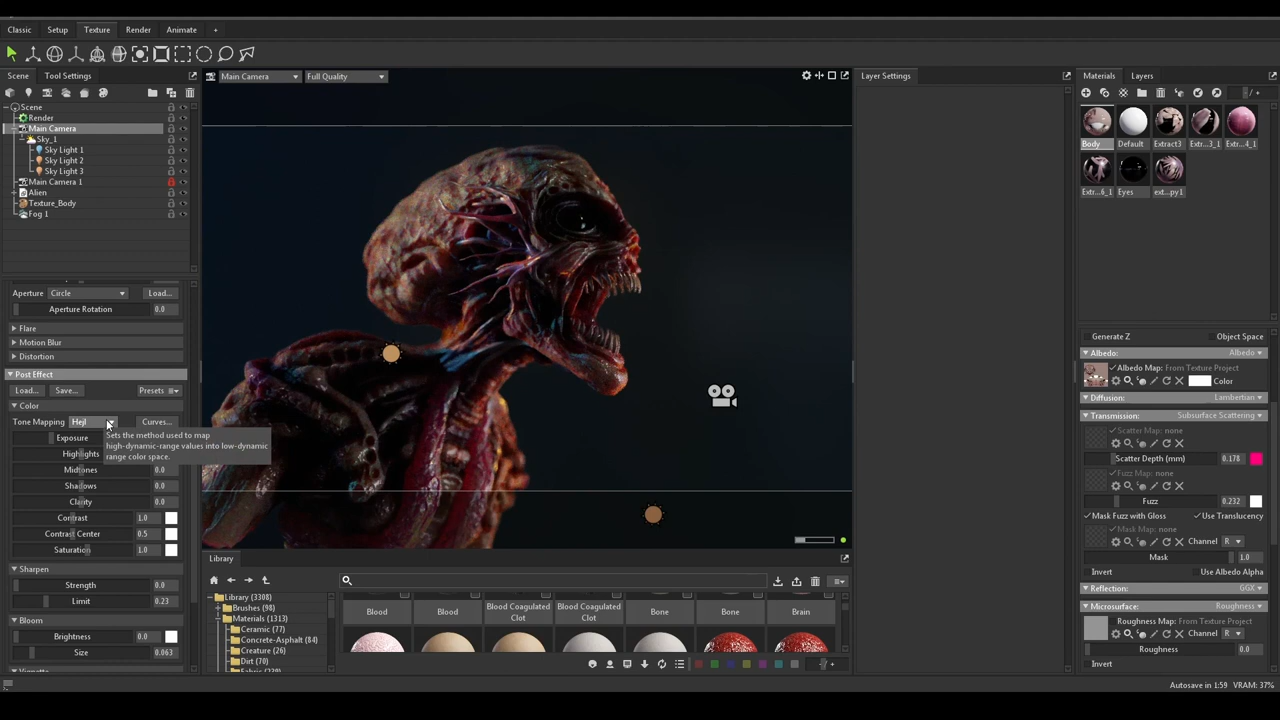 Classic Setup Texture Render Animate +
Scene Tool Settings
Main Camera Full Quality
Layer Settings
Materials Layers
Scene
Render
Main Camera
Sky_1
Sky Light 1
Sky Light 2
Sky Light 3
Main Camera 1
Alien
Texture_Body
Fog 1
Body Default Extract3 Extr..._3_1 Extr..._4_1
Extr..._6_1 Eyes ext...py1
Aperture Circle Load...
Aperture Rotation 0.0
Flare
Motion Blur
Distortion
Post Effect
Load... Save... Presets
Color
Tone Mapping Hejl Curves...
Sets the method used to map
high-dynamic-range values into low-dynamic
range color space.
Exposure
Highlights
Midtones 0.0
Shadows 0.0
Clarity 0.0
Contrast 1.0
Contrast Center 0.5
Saturation 1.0
Sharpen
Strength 0.0
Limit 0.23
Bloom
Brightness 0.0
Size 0.063
Library
Library (3308)
Brushes (98)
Materials (1313)
Ceramic (77)
Concrete-Asphalt (84)
Creature (26)
Dirt (70)
Blood Blood Blood Coagulated Clot Blood Coagulated Clot Bone Bone Brain
Generate Z Object Space
Albedo: Albedo
Albedo Map: From Texture Project
Color
Diffusion: Lambertian
Transmission: Subsurface Scattering
Scatter Map: none
Scatter Depth (mm) 0.178
Fuzz Map: none
Fuzz 0.232
Mask Fuzz with Gloss Use Translucency
Mask Map: none
Channel R
Mask 1.0
Invert Use Albedo Alpha
Reflection: GGX
Microsurface: Roughness
Roughness Map: From Texture Project
Channel R
Roughness 0.0
Invert
Autosave in 1:59 VRAM: 37%